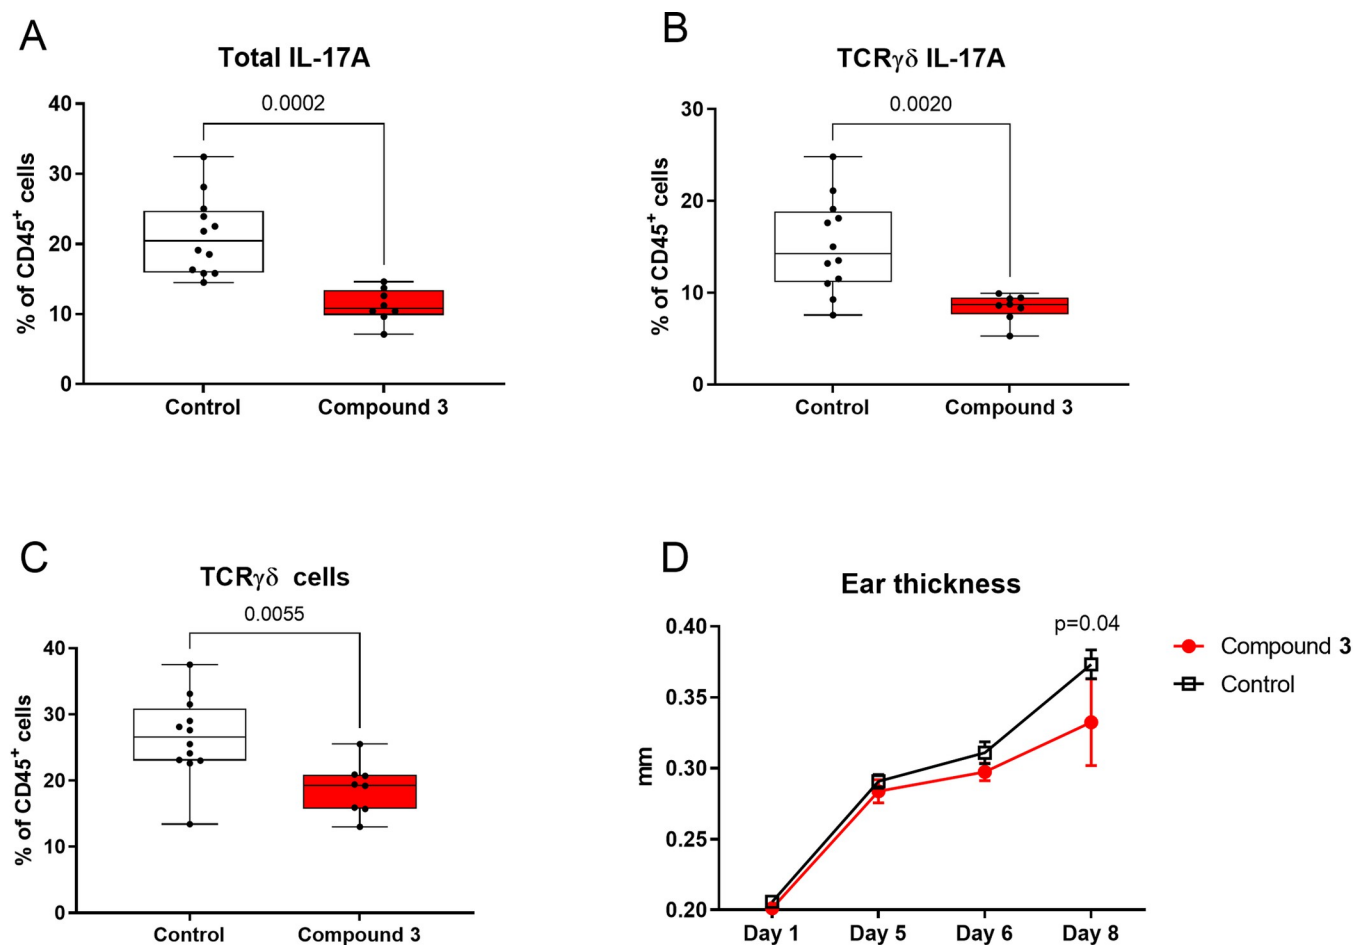 A
Total IL-17A
0.0002
% of CD45⁺ cells
40
30
20
10
0
Control
Compound 3
B
TCRγδ IL-17A
0.0020
% of CD45⁺ cells
30
20
10
0
Control
Compound 3
C
TCRγδ cells
0.0055
% of CD45⁺ cells
40
30
20
10
0
Control
Compound 3
D
Ear thickness
p=0.04
mm
0.40
0.35
0.30
0.25
0.20
Day 1
Day 5
Day 6
Day 8
Compound 3
Control